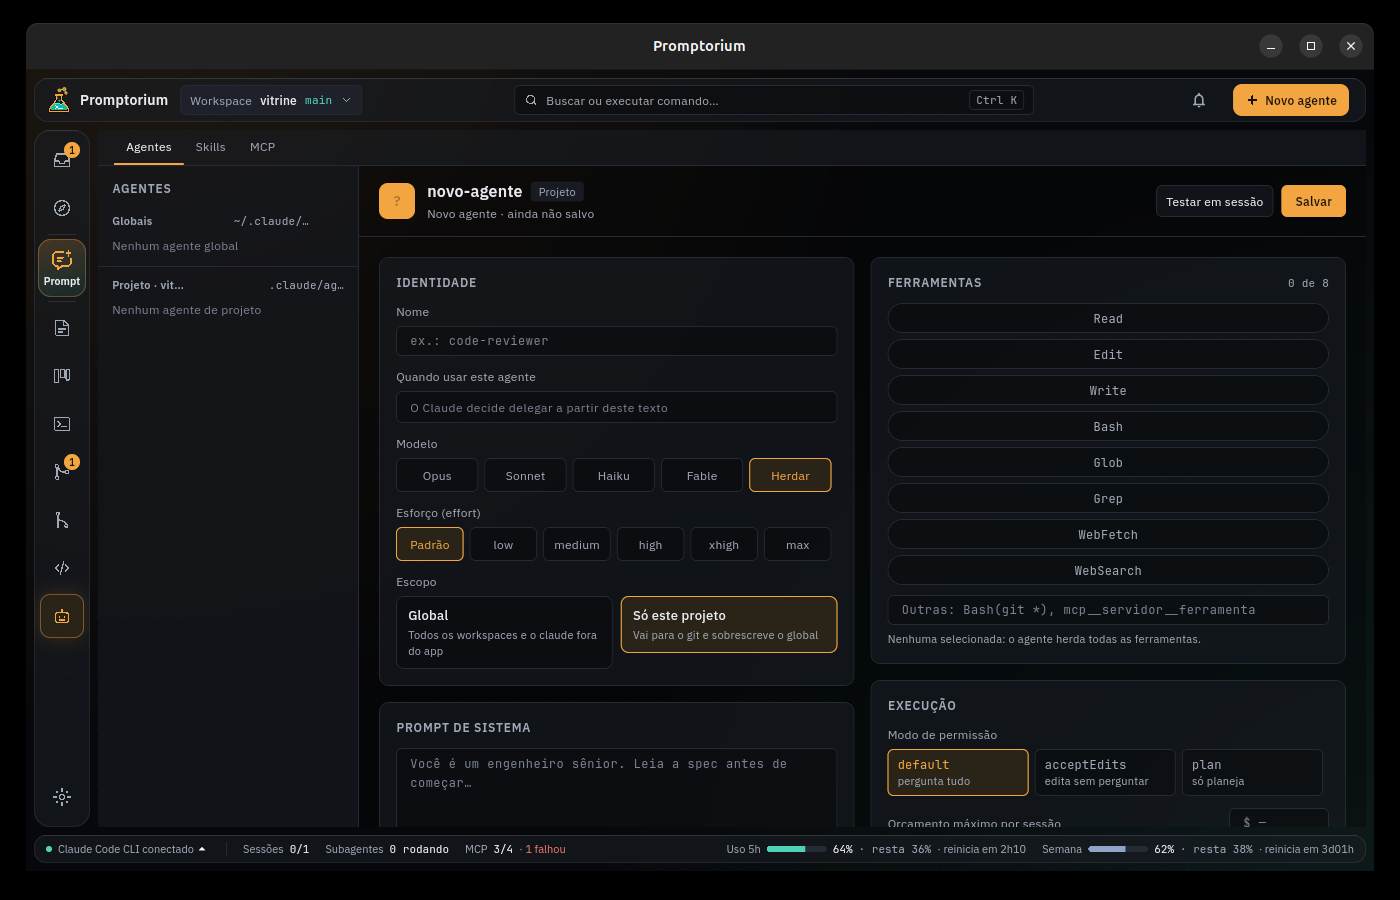 Promptorium
Promptorium
Workspace vitrine main
Buscar ou executar comando…
Ctrl K
+ Novo agente
1
Prompt
1
Agentes Skills MCP
AGENTES
Globais ~/.claude/…
Nenhum agente global
Projeto · vit… .claude/ag…
Nenhum agente de projeto
?
novo-agente Projeto
Novo agente · ainda não salvo
Testar em sessão
Salvar
IDENTIDADE
Nome
ex.: code-reviewer
Quando usar este agente
O Claude decide delegar a partir deste texto
Modelo
Opus Sonnet Haiku Fable Herdar
Esforço (effort)
Padrão low medium high xhigh max
Escopo
Global
Todos os workspaces e o claude fora
do app
Só este projeto
Vai para o git e sobrescreve o global
PROMPT DE SISTEMA
Você é um engenheiro sênior. Leia a spec antes de
começar…
FERRAMENTAS 0 de 8
Read
Edit
Write
Bash
Glob
Grep
WebFetch
WebSearch
Outras: Bash(git *), mcp__servidor__ferramenta
Nenhuma selecionada: o agente herda todas as ferramentas.
EXECUÇÃO
Modo de permissão
default
pergunta tudo
acceptEdits
edita sem perguntar
plan
só planeja
Orçamento máximo por sessão
$ —
Claude Code CLI conectado Sessões 0/1 Subagentes 0 rodando MCP 3/4 · 1 falhou Uso 5h 64% · resta 36% · reinicia em 2h10 Semana 62% · resta 38% · reinicia em 3d01h